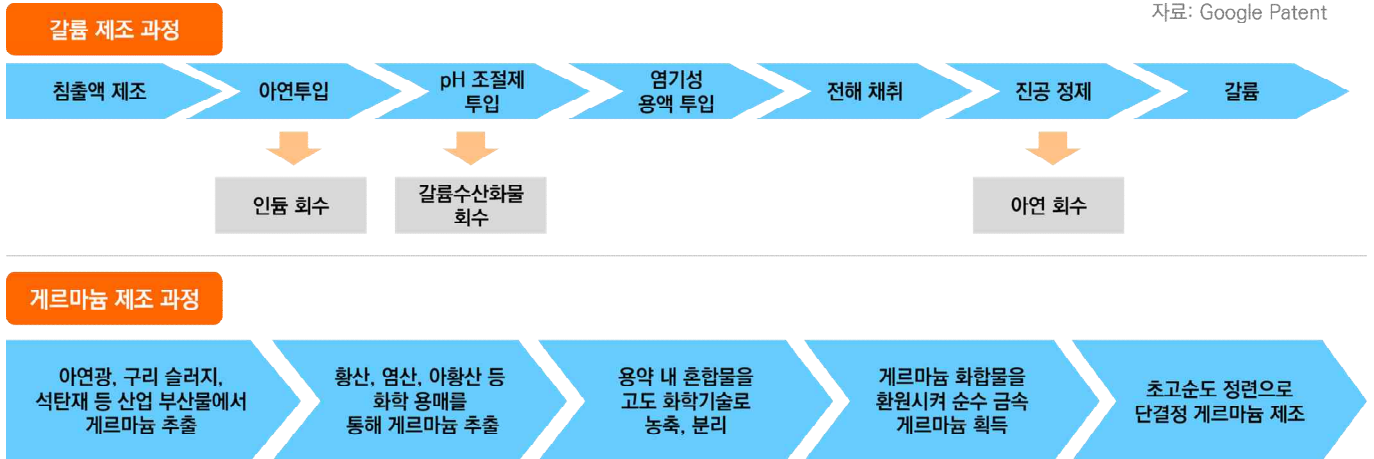 자료: Google Patent
갈륨 제조 과정
침출액 제조
아연투입
pH 조절제
투입
염기성
용액 투입
전해 채취
진공 정제
갈륨
인듐 회수
갈륨수산화물
회수
아연 회수
게르마늄 제조 과정
아연광, 구리 슬러지,
석탄재 등 산업 부산물에서
게르마늄 추출
황산, 염산, 아황산 등
화학 용매를
통해 게르마늄 추출
용약 내 혼합물을
고도 화학기술로
농축, 분리
게르마늄 화합물을
환원시켜 순수 금속
게르마늄 획득
초고순도 정련으로
단결정 게르마늄 제조